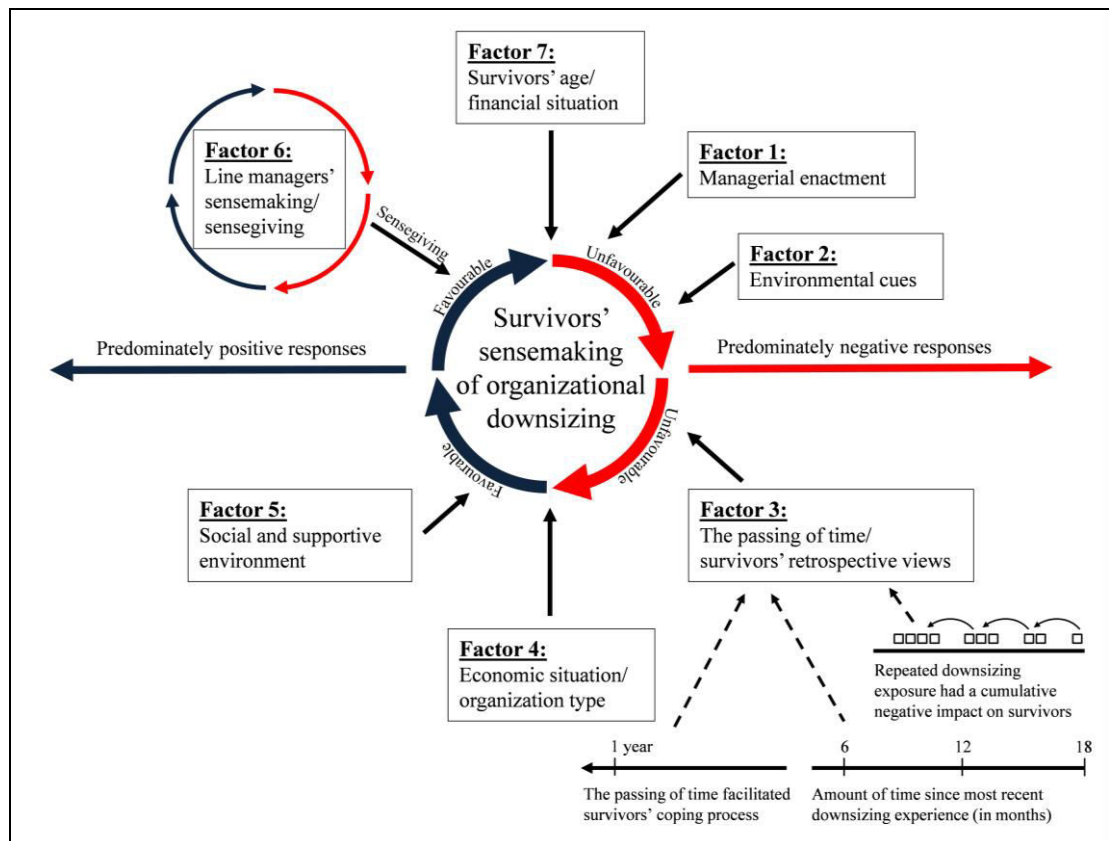 Factor 7:
Survivors' age/
financial situation
Factor 6:
Line managers'
sensemaking/
sensegiving
Sensegiving
Factor 1:
Managerial enactment
Factor 2:
Environmental cues
Favourable
Unfavourable
Survivors'
sensemaking
of organizational
downsizing
Predominately positive responses
Predominately negative responses
Favourable
Unfavourable
Factor 5:
Social and supportive
environment
Factor 3:
The passing of time/
survivors' retrospective views
Factor 4:
Economic situation/
organization type
Repeated downsizing
exposure had a cumulative
negative impact on survivors
1 year
The passing of time facilitated
survivors' coping process
6 12 18
Amount of time since most recent
downsizing experience (in months)